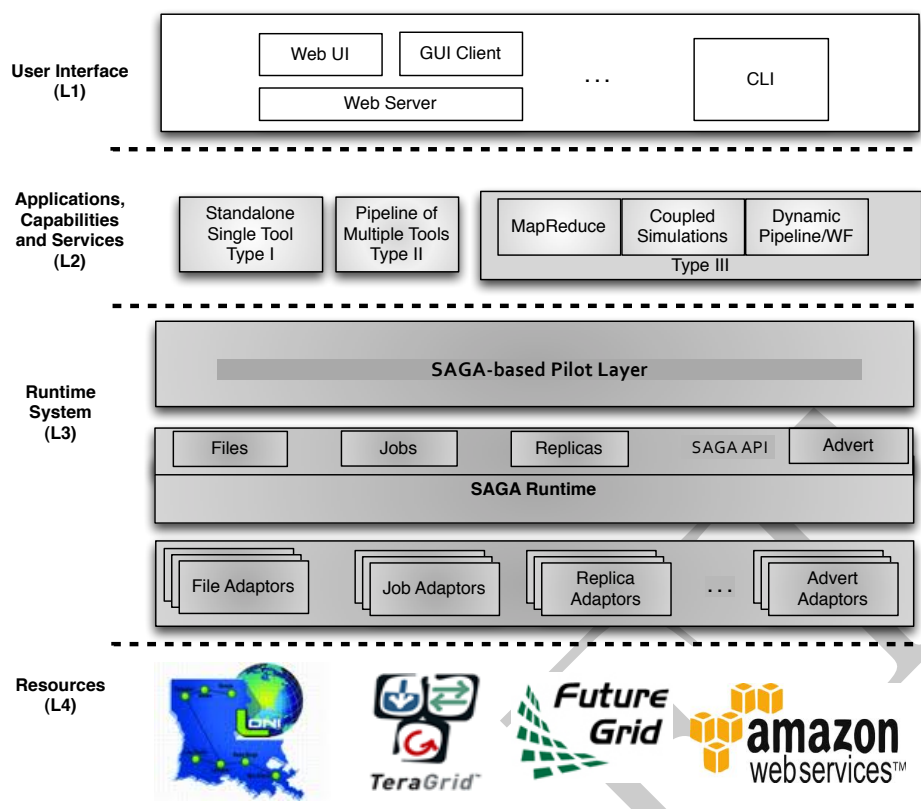 User Interface
(L1)
Web UI
GUI Client
Web Server
. . .
CLI
Applications,
Capabilities
and Services
(L2)
Standalone
Single Tool
Type I
Pipeline of
Multiple Tools
Type II
MapReduce
Coupled
Simulations
Dynamic
Pipeline/WF
Type III
Runtime
System
(L3)
SAGA-based Pilot Layer
Files
Jobs
Replicas
SAGA API
Advert
SAGA Runtime
File Adaptors
Job Adaptors
Replica
Adaptors
. . .
Advert
Adaptors
Resources
(L4)
LONI
TeraGrid™
Future
Grid
amazon
webservices™